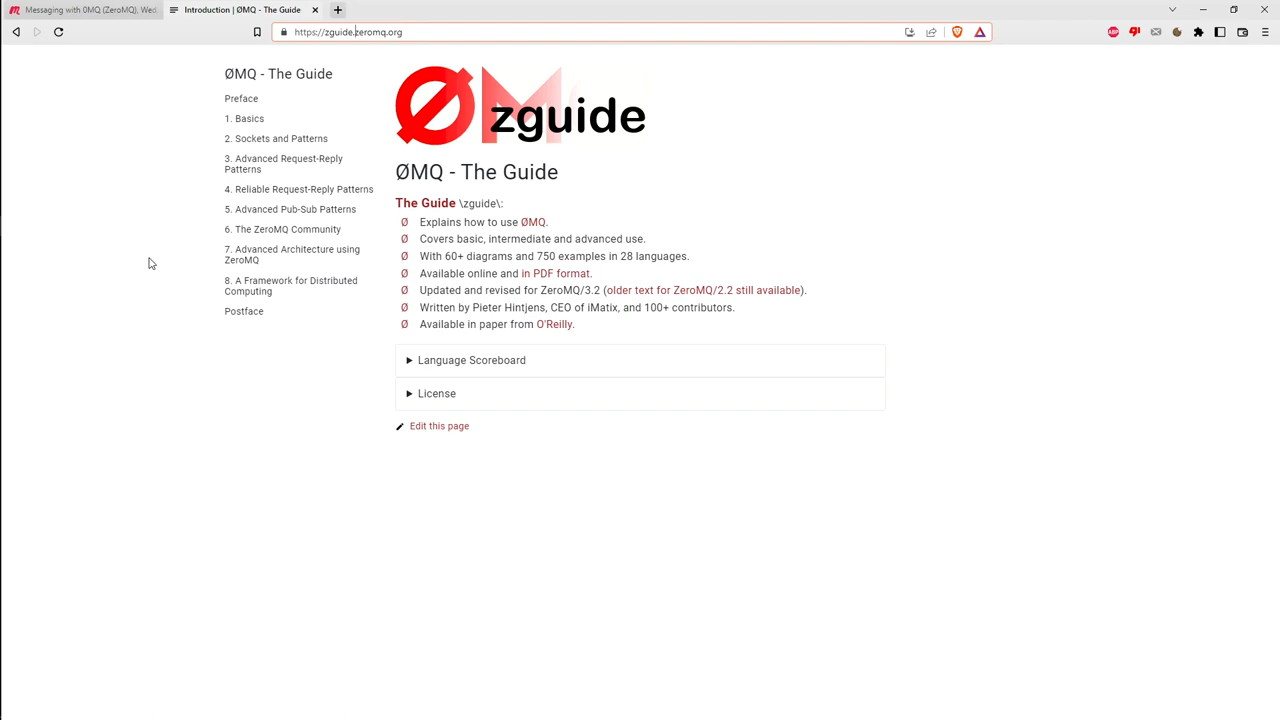 Messaging with 0MQ (ZeroMQ), Wed,
Introduction | ØMQ - The Guide
https://zguide.zeromq.org
ABP
ØMQ - The Guide
Preface
1. Basics
2. Sockets and Patterns
3. Advanced Request-Reply
Patterns
4. Reliable Request-Reply Patterns
5. Advanced Pub-Sub Patterns
6. The ZeroMQ Community
7. Advanced Architecture using
ZeroMQ
8. A Framework for Distributed
Computing
Postface
ØM zguide
ØMQ - The Guide
The Guide \zguide\:
Ø Explains how to use ØMQ.
Ø Covers basic, intermediate and advanced use.
Ø With 60+ diagrams and 750 examples in 28 languages.
Ø Available online and in PDF format.
Ø Updated and revised for ZeroMQ/3.2 (older text for ZeroMQ/2.2 still available).
Ø Written by Pieter Hintjens, CEO of iMatix, and 100+ contributors.
Ø Available in paper from O'Reilly.
Language Scoreboard
License
Edit this page